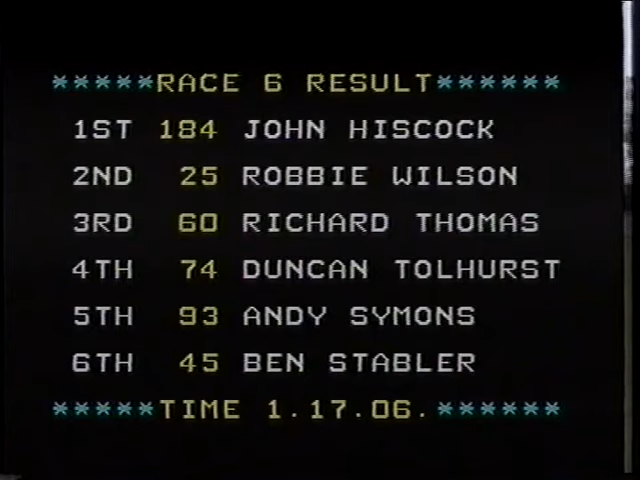 *****RACE 6 RESULT******
1ST 184 JOHN HISCOCK
2ND 25 ROBBIE WILSON
3RD 60 RICHARD THOMAS
4TH 74 DUNCAN TOLHURST
5TH 93 ANDY SYMONS
6TH 45 BEN STABLER
*****TIME 1.17.06.******